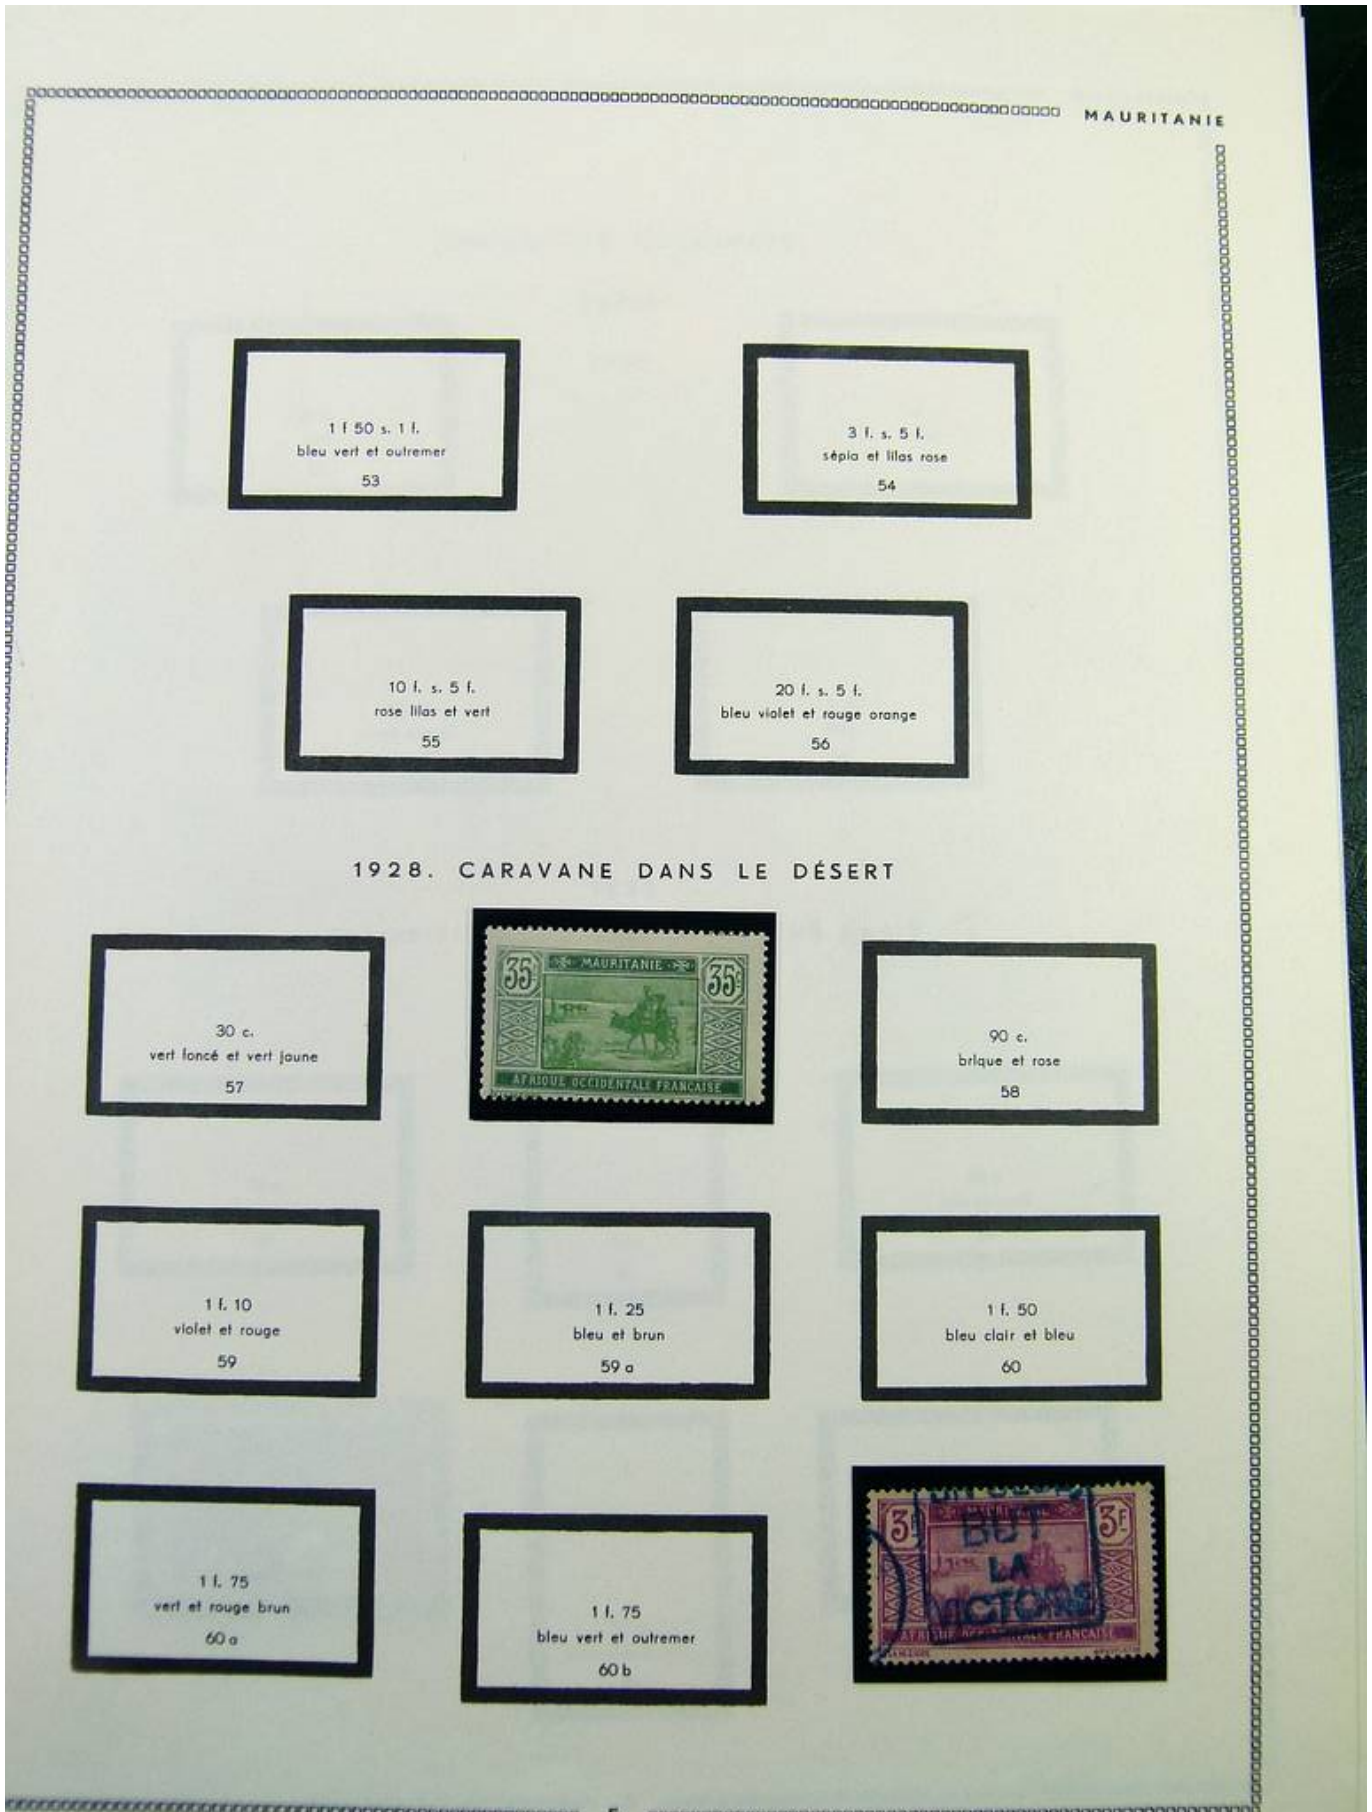 MAURITANIE
1 f 50 s. 1 f.
bleu vert et outremer
53
3 f. s. 5 f.
sépia et lilas rose
54
10 f. s. 5 f.
rose lilas et vert
55
20 f. s. 5 f.
bleu violet et rouge orange
56
1928. CARAVANE DANS LE DÉSERT
30 c.
vert foncé et vert jaune
57
35c MAURITANIE 35c
AFRIQUE OCCIDENTALE FRANÇAISE
90 c.
brique et rose
58
1 f. 10
violet et rouge
59
1 f. 25
bleu et brun
59 a
1 f. 50
bleu clair et bleu
60
1 f. 75
vert et rouge brun
60 a
1 f. 75
bleu vert et outremer
60 b
3F MAURITANIE 3F
BUT
LA
VICTOIRE
AFRIQUE OCCIDENTALE FRANÇAISE